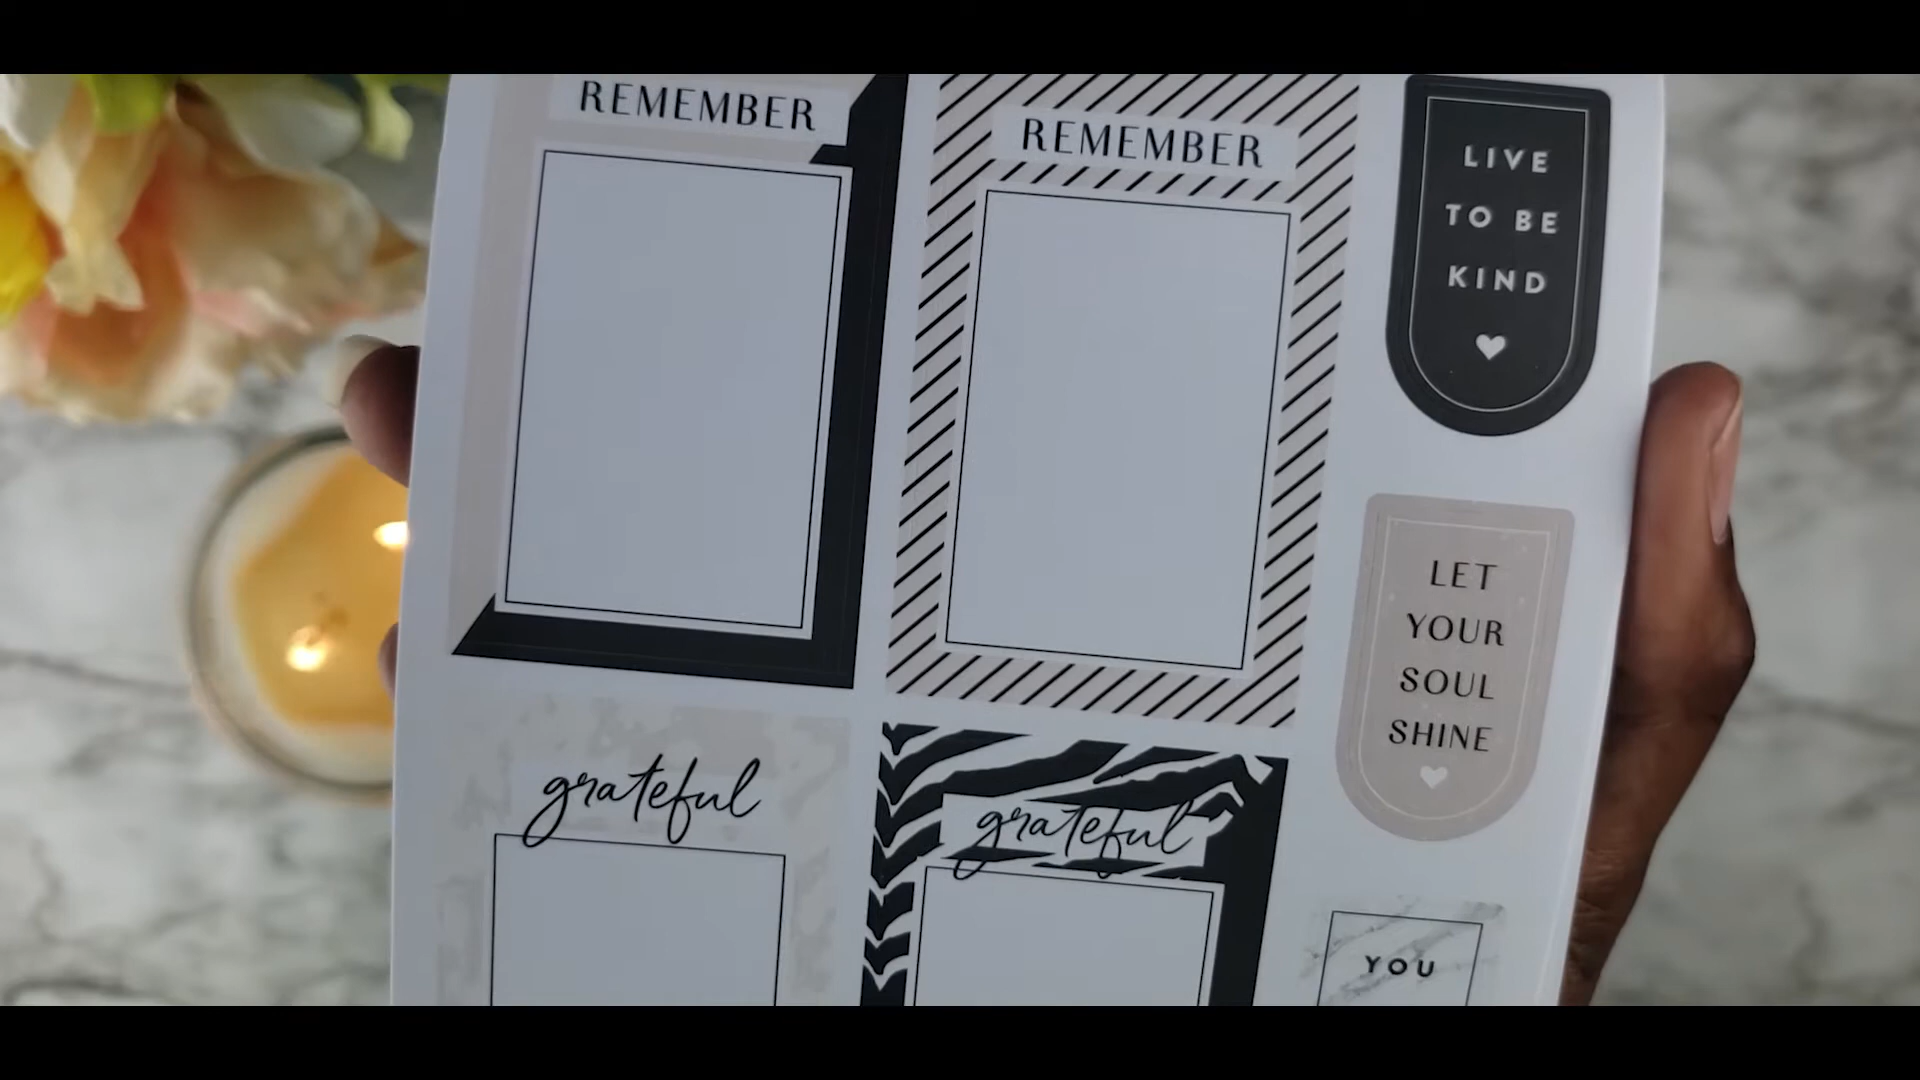 REMEMBER
REMEMBER
LIVE
TO BE
KIND
LET
YOUR
SOUL
SHINE
grateful
grateful
YOU